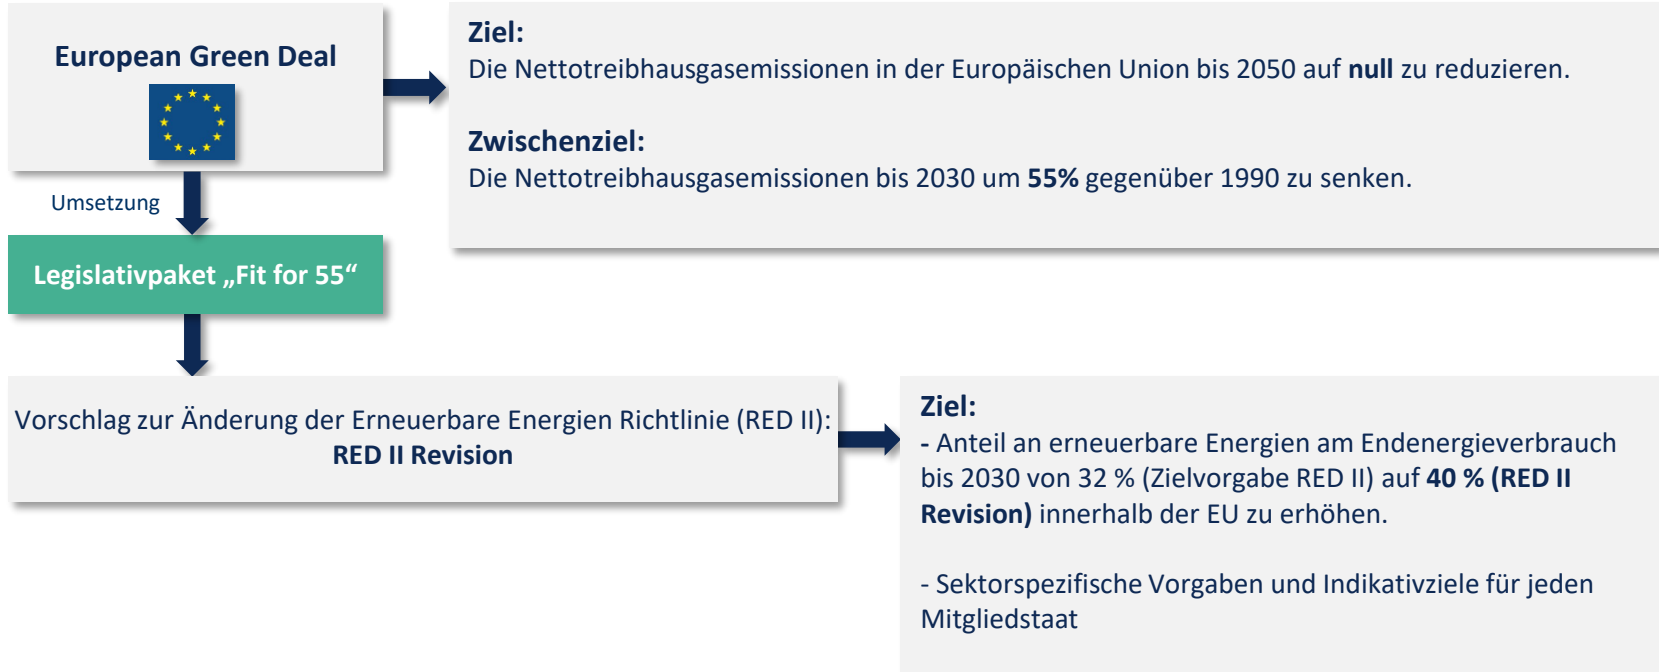 European Green Deal
Ziel:
Die Nettotreibhausgasemissionen in der Europäischen Union bis 2050 auf null zu reduzieren.
Zwischenziel:
Die Nettotreibhausgasemissionen bis 2030 um 55% gegenüber 1990 zu senken.
Umsetzung
Legislativpaket „Fit for 55“
Vorschlag zur Änderung der Erneuerbare Energien Richtlinie (RED II):
RED II Revision
Ziel:
- Anteil an erneuerbare Energien am Endenergieverbrauch
bis 2030 von 32 % (Zielvorgabe RED II) auf 40 % (RED II
Revision) innerhalb der EU zu erhöhen.
- Sektorspezifische Vorgaben und Indikativziele für jeden
Mitgliedstaat